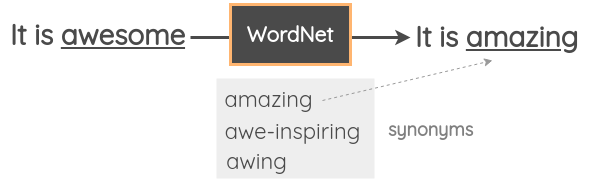 It is awesome WordNet It is amazing
amazing
awe-inspiring synonyms
awing